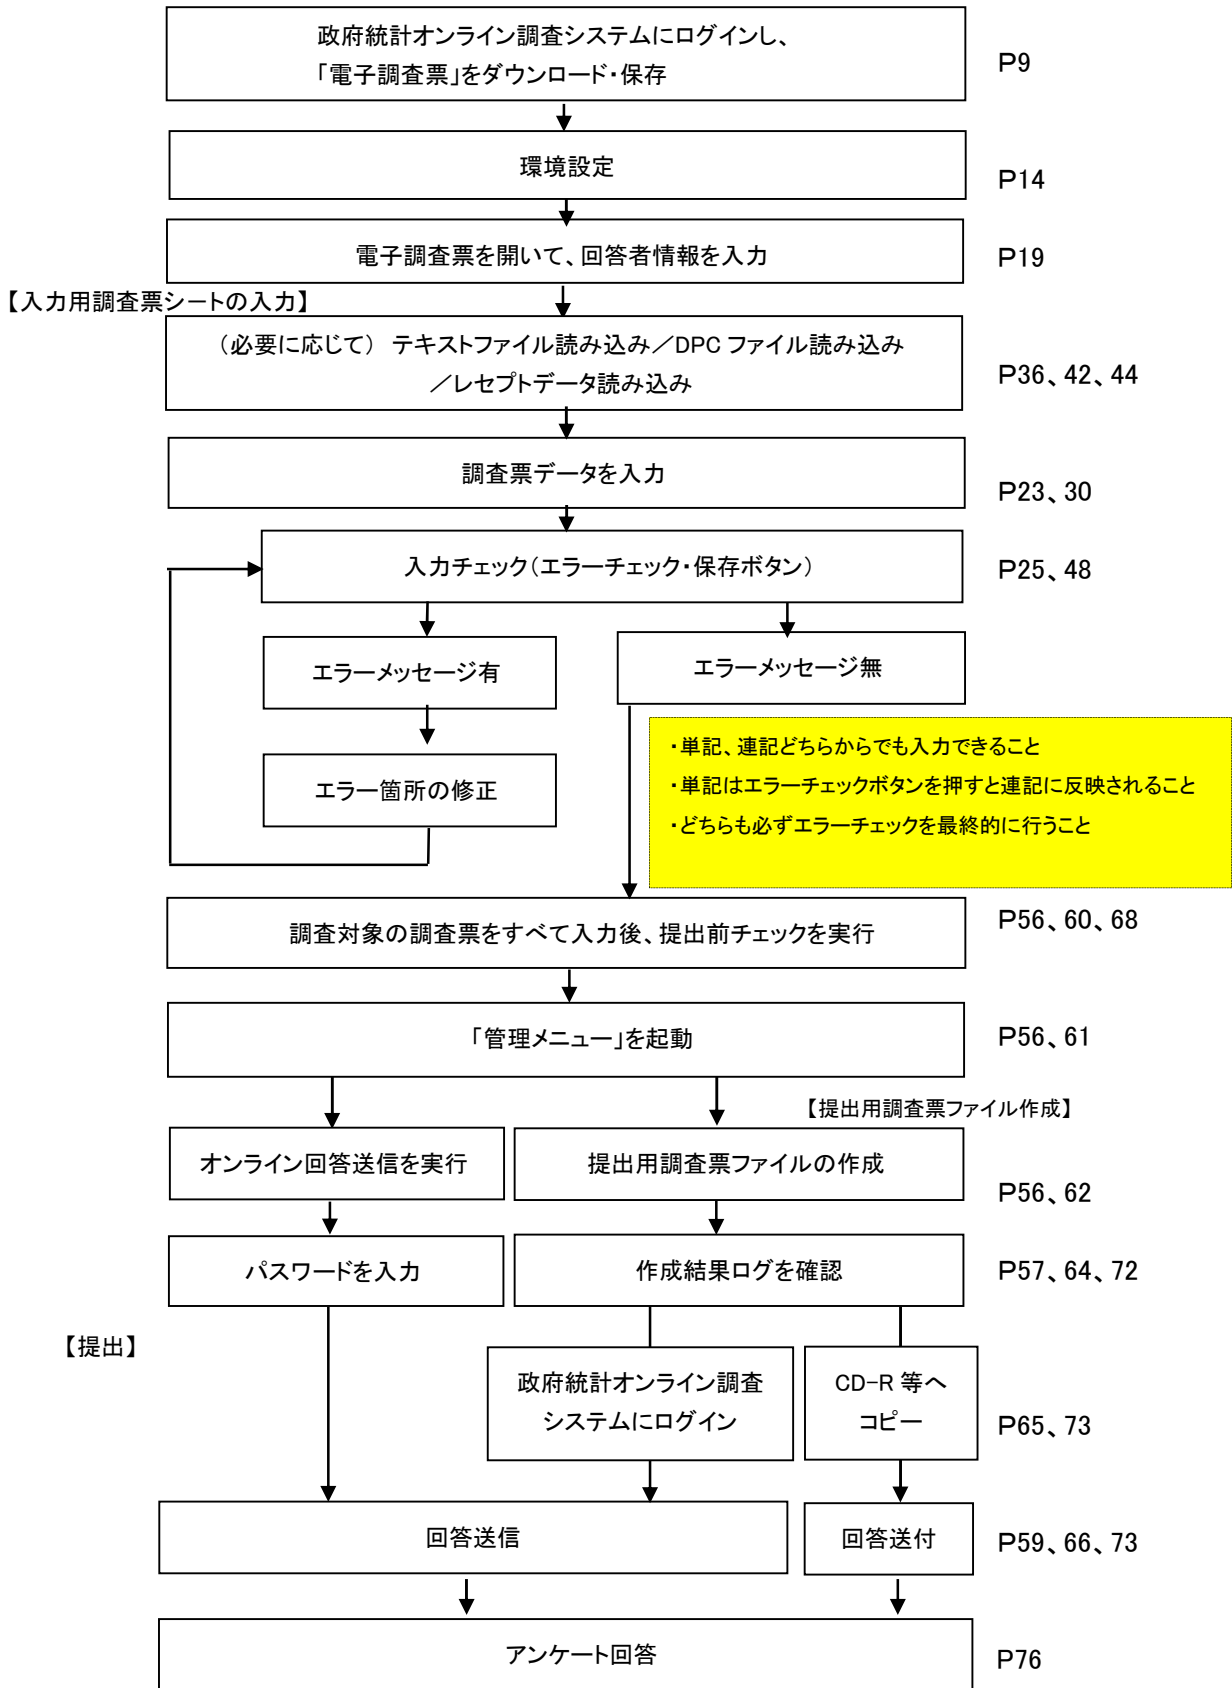 政府統計オンライン調査システムにログインし、
「電子調査票」をダウンロード・保存
P9
環境設定
P14
電子調査票を開いて、回答者情報を入力
P19
【入力用調査票シートの入力】
（必要に応じて） テキストファイル読み込み／DPC ファイル読み込み
／レセプトデータ読み込み
P36、42、44
調査票データを入力
P23、30
入力チェック（エラーチェック・保存ボタン）
P25、48
エラーメッセージ有
エラーメッセージ無
・単記、連記どちらからでも入力できること
・単記はエラーチェックボタンを押すと連記に反映されること
・どちらも必ずエラーチェックを最終的に行うこと
エラー箇所の修正
調査対象の調査票をすべて入力後、提出前チェックを実行
P56、60、68
「管理メニュー」を起動
P56、61
【提出用調査票ファイル作成】
オンライン回答送信を実行
提出用調査票ファイルの作成
P56、62
パスワードを入力
作成結果ログを確認
P57、64、72
【提出】
政府統計オンライン調査
システムにログイン
CD-R 等へ
コピー
P65、73
回答送信
回答送付
P59、66、73
アンケート回答
P76